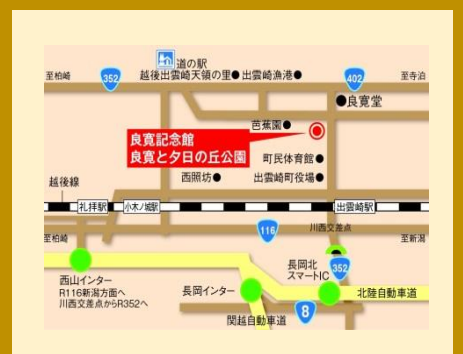 道の駅
至柏崎
352
越後出雲崎天領の里●
出雲崎漁港●
402
至寺泊
●良寛堂
芭蕉園●
良寛記念館
良寛と夕日の丘公園
町民体育館●
西照坊●
出雲崎町役場●
越後線
礼拝駅
小木ノ城駅
出雲崎駅
116
川西交差点
至柏崎
至新潟
長岡北
スマートIC
352
西山インター
R116新潟方面へ
川西交差点からR352へ
長岡インター
北陸自動車道
8
関越自動車道